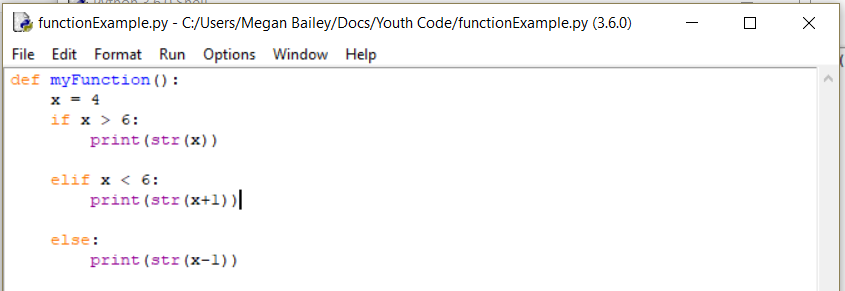 functionExample.py - C:/Users/Megan Bailey/Docs/Youth Code/functionExample.py (3.6.0)
File Edit Format Run Options Window Help
def myFunction():
    x = 4
    if x > 6:
        print(str(x))
    elif x < 6:
        print(str(x+1))
    else:
        print(str(x-1))